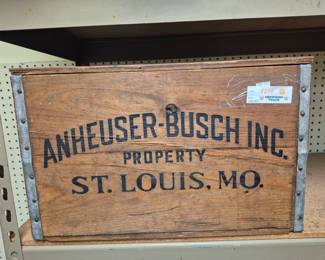 ANHEUSER-BUSCH INC.
PROPERTY
ST. LOUIS, MO.